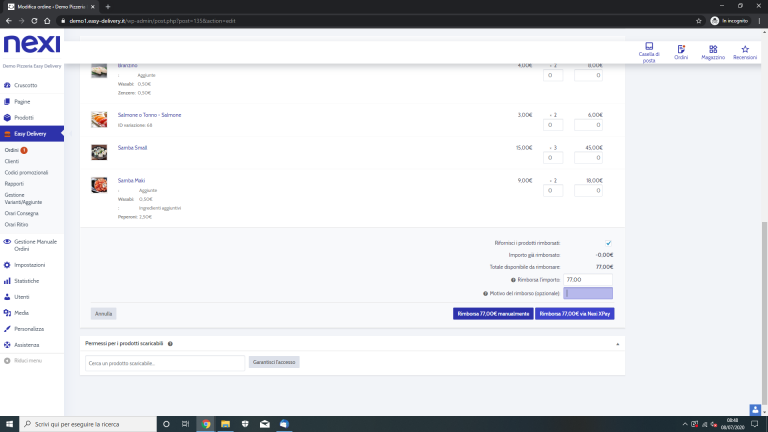 Modifica ordine ‹ Demo Pizzeria
demo1.easy-delivery.it/wp-admin/post.php?post=135&action=edit
In incognito
nexi
Demo Pizzeria Easy Delivery
Casella di posta
Ordini
Magazzino
Recensioni
Cruscotto
Pagine
Prodotti
Easy Delivery
Ordini 1
Clienti
Codici promozionali
Rapporti
Gestione
Varianti/Aggiunte
Orari Consegna
Orari Ritiro
Gestione Manuale
Ordini
Impostazioni
Statistiche
Utenti
Media
Personalizza
Assistenza
Riduci menu
Branzino 4,00€ × 2 8,00€
: Aggiunte 0 0
Wasabi: 0,50€
Zenzero: 0,50€
Salmone o Tonno - Salmone 3,00€ × 2 6,00€
ID variazione: 68 0 0
Samba Small 15,00€ × 3 45,00€
0 0
Samba Maki 9,00€ × 2 18,00€
: Aggiunte 0 0
Wasabi: 0,50€
: Ingredienti aggiuntivi
Peperoni: 2,50€
Rifornisci i prodotti rimborsati:
Importo già rimborsato: -0,00€
Totale disponibile da rimborsare: 77,00€
Rimborsa l'importo: 77,00
Motivo del rimborso (opzionale):
Annulla
Rimborsa 77,00€ manualmente
Rimborsa 77,00€ via Nexi XPay
Permessi per i prodotti scaricabili
Cerca un prodotto scaricabile...
Garantisci l'accesso
Scrivi qui per eseguire la ricerca
08:48
08/07/2020